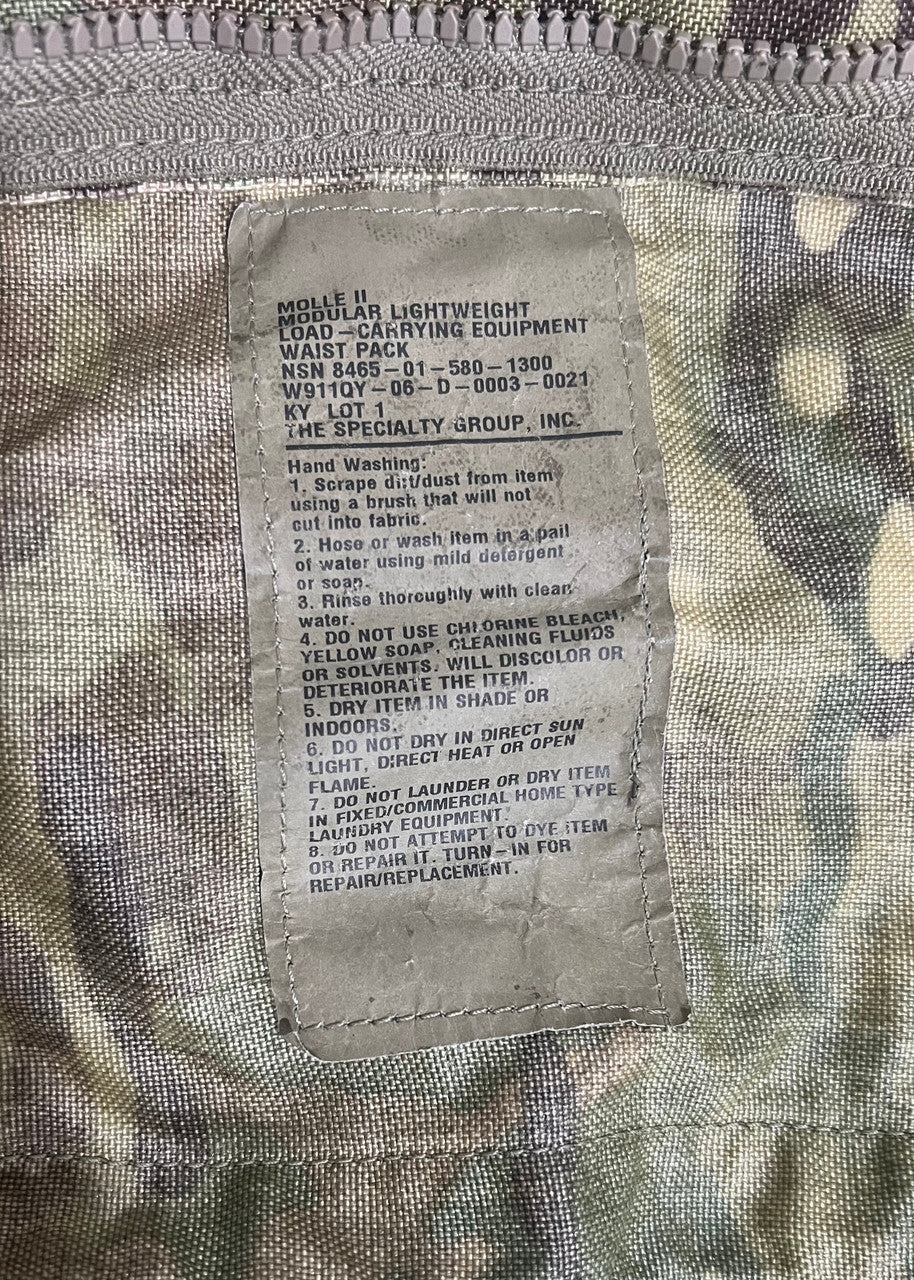 MOLLE II
MODULAR LIGHTWEIGHT
LOAD-CARRYING EQUIPMENT
WAIST PACK
NSN 8465-01-580-1300
W911QY-06-D-0003-0021
KY LOT 1
THE SPECIALTY GROUP, INC.
Hand Washing:
1. Scrape dirt/dust from item
using a brush that will not
cut into fabric.
2. Hose or wash item in a pail
of water using mild detergent
or soap.
3. Rinse thoroughly with clean
water.
4. DO NOT USE CHLORINE BLEACH,
YELLOW SOAP, CLEANING FLUIDS
OR SOLVENTS. WILL DISCOLOR OR
DETERIORATE THE ITEM.
5. DRY ITEM IN SHADE OR
INDOORS.
6. DO NOT DRY IN DIRECT SUN
LIGHT, DIRECT HEAT OR OPEN
FLAME.
7. DO NOT LAUNDER OR DRY ITEM
IN FIXED/COMMERCIAL HOME TYPE
LAUNDRY EQUIPMENT.
8. DO NOT ATTEMPT TO DYE ITEM
OR REPAIR IT. TURN-IN FOR
REPAIR/REPLACEMENT.